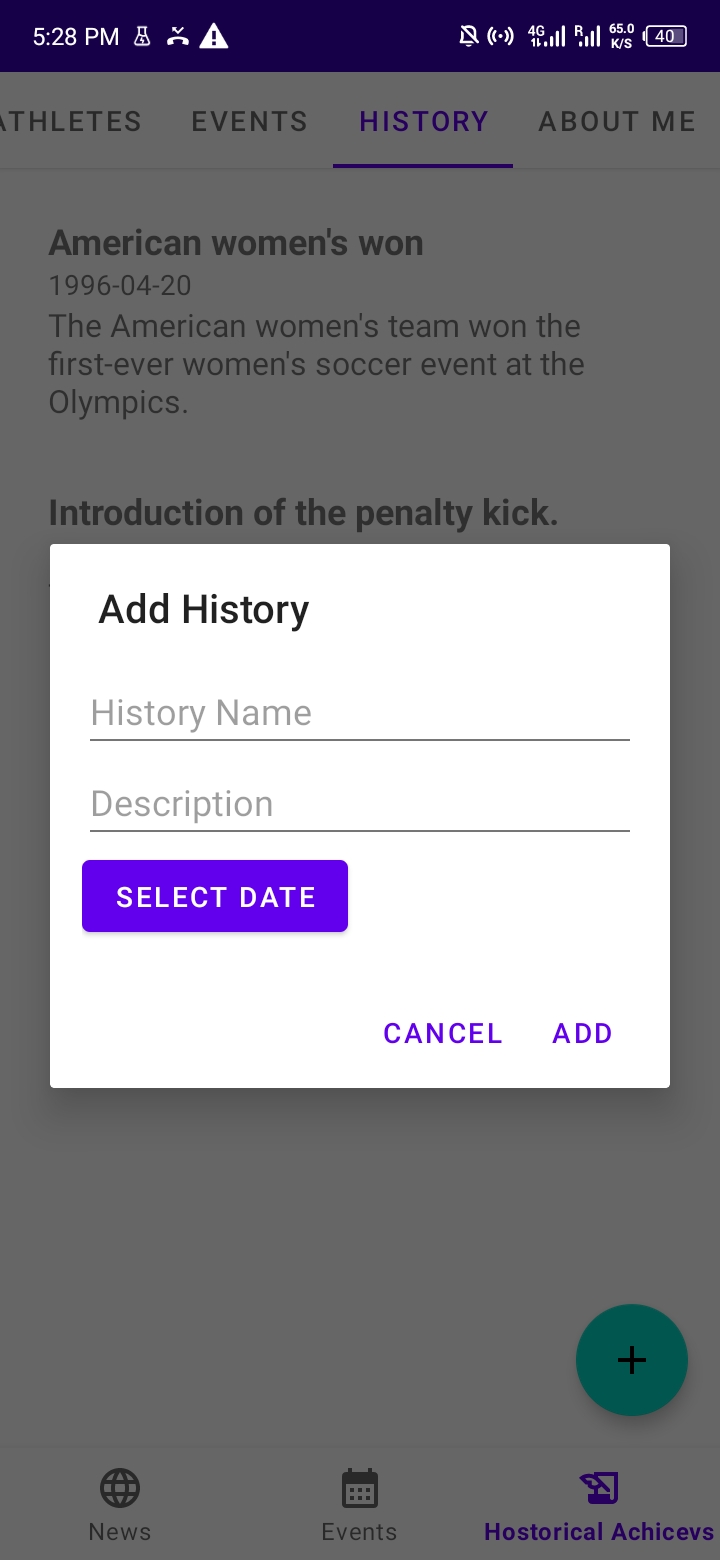 5:28 PM 4G R 65.0 K/S 40
ATHLETES EVENTS HISTORY ABOUT ME
American women's won
1996-04-20
The American women's team won the
first-ever women's soccer event at the
Olympics.
Introduction of the penalty kick.
Add History
History Name
Description
SELECT DATE
CANCEL ADD
News Events Hostorical Achicevs